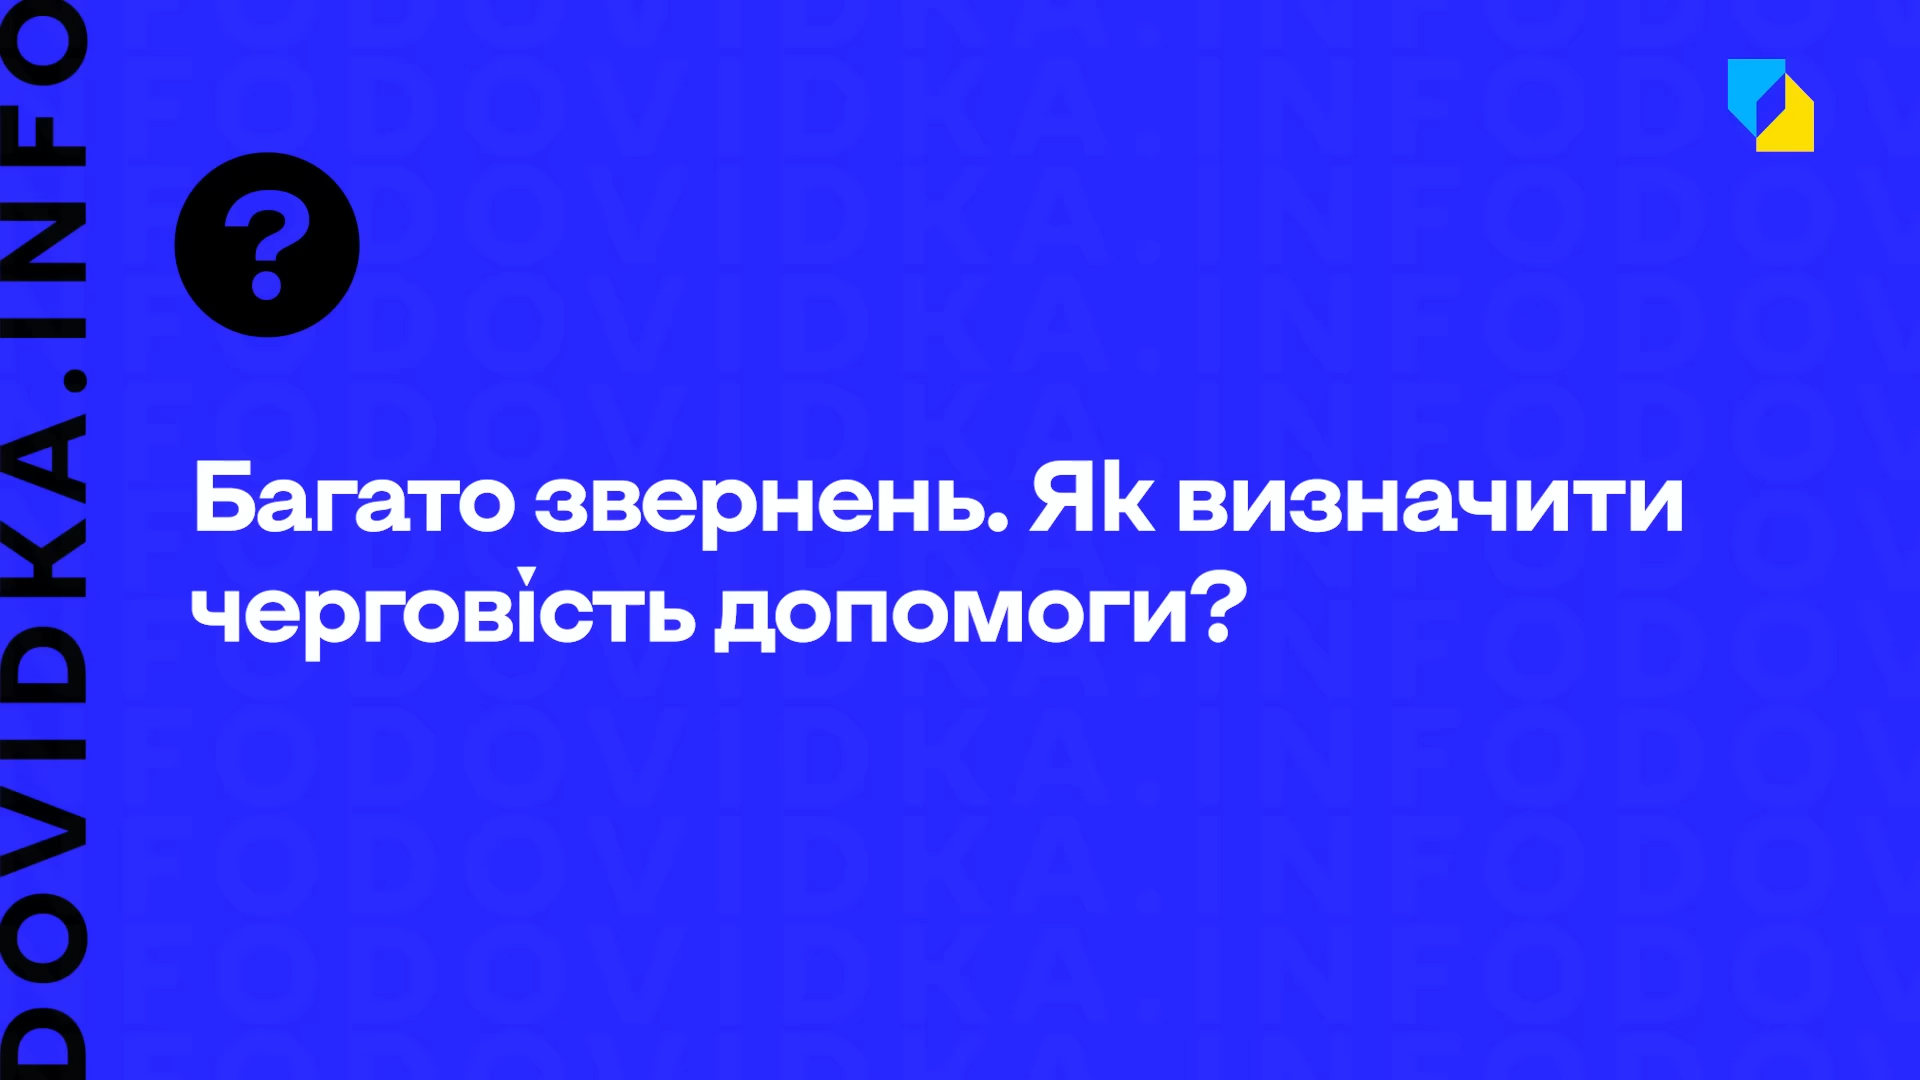 DOVIDKA.INFO
?
Багато звернень. Як визначити
черговість допомоги?